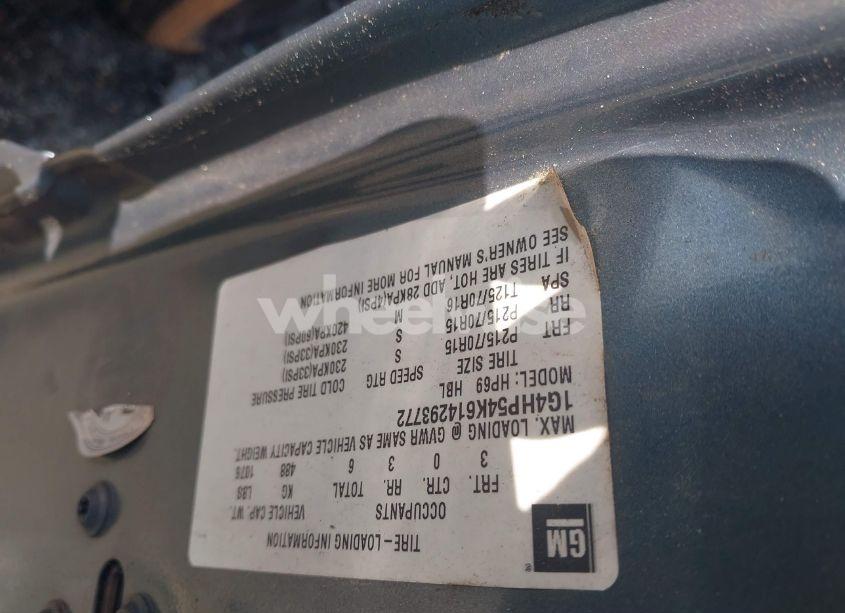 TIRE-LOADING INFORMATION
GM
OCCUPANTS VEHICLE CAP. WT.
FRT. CTR. RR. TOTAL KG LBS
3 0 3 6 488 1076
MAX. LOADING @ GVWR SAME AS VEHICLE CAPACITY WEIGHT.
1G4HP54K614293772
MODEL: HP69 HBL
TIRE SIZE SPEED RTG COLD TIRE PRESSURE
FRT P215/70R15 S 230KPA(33PSI)
RR P215/70R15 S 230KPA(33PSI)
SPA T125/70R16 M 420KPA(60PSI)
IF TIRES ARE HOT, ADD 28KPA(4PSI)
SEE OWNER'S MANUAL FOR MORE INFORMATION
wheelhouse